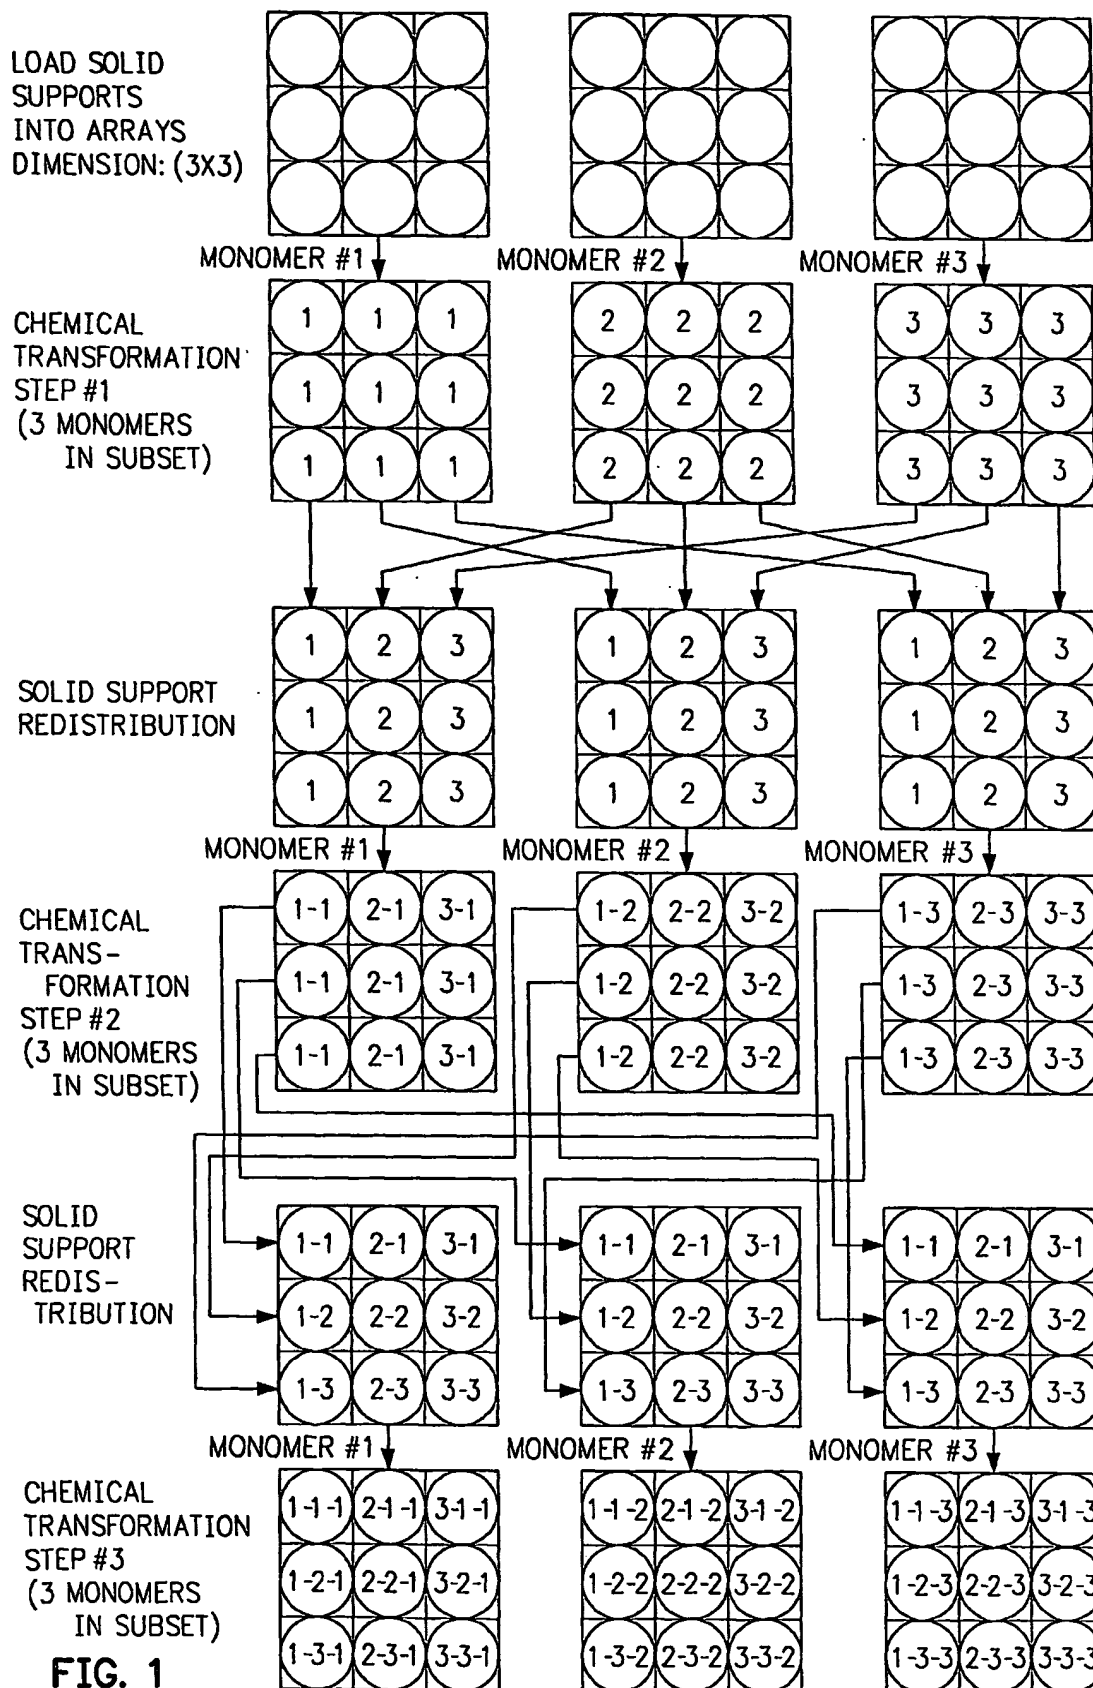 LOAD SOLID
SUPPORTS
INTO ARRAYS
DIMENSION: (3X3)
MONOMER #1 MONOMER #2 MONOMER #3
CHEMICAL
TRANSFORMATION
STEP #1
(3 MONOMERS
IN SUBSET)
1 1 1 2 2 2 3 3 3
1 1 1 2 2 2 3 3 3
1 1 1 2 2 2 3 3 3
SOLID SUPPORT
REDISTRIBUTION
1 2 3 1 2 3 1 2 3
1 2 3 1 2 3 1 2 3
1 2 3 1 2 3 1 2 3
MONOMER #1 MONOMER #2 MONOMER #3
CHEMICAL
TRANS-
FORMATION
STEP #2
(3 MONOMERS
IN SUBSET)
1-1 2-1 3-1 1-2 2-2 3-2 1-3 2-3 3-3
1-1 2-1 3-1 1-2 2-2 3-2 1-3 2-3 3-3
1-1 2-1 3-1 1-2 2-2 3-2 1-3 2-3 3-3
SOLID
SUPPORT
REDIS-
TRIBUTION
1-1 2-1 3-1 1-1 2-1 3-1 1-1 2-1 3-1
1-2 2-2 3-2 1-2 2-2 3-2 1-2 2-2 3-2
1-3 2-3 3-3 1-3 2-3 3-3 1-3 2-3 3-3
MONOMER #1 MONOMER #2 MONOMER #3
CHEMICAL
TRANSFORMATION
STEP #3
(3 MONOMERS
IN SUBSET)
1-1-1 2-1-1 3-1-1 1-1-2 2-1-2 3-1-2 1-1-3 2-1-3 3-1-3
1-2-1 2-2-1 3-2-1 1-2-2 2-2-2 3-2-2 1-2-3 2-2-3 3-2-3
1-3-1 2-3-1 3-3-1 1-3-2 2-3-2 3-3-2 1-3-3 2-3-3 3-3-3
FIG. 1